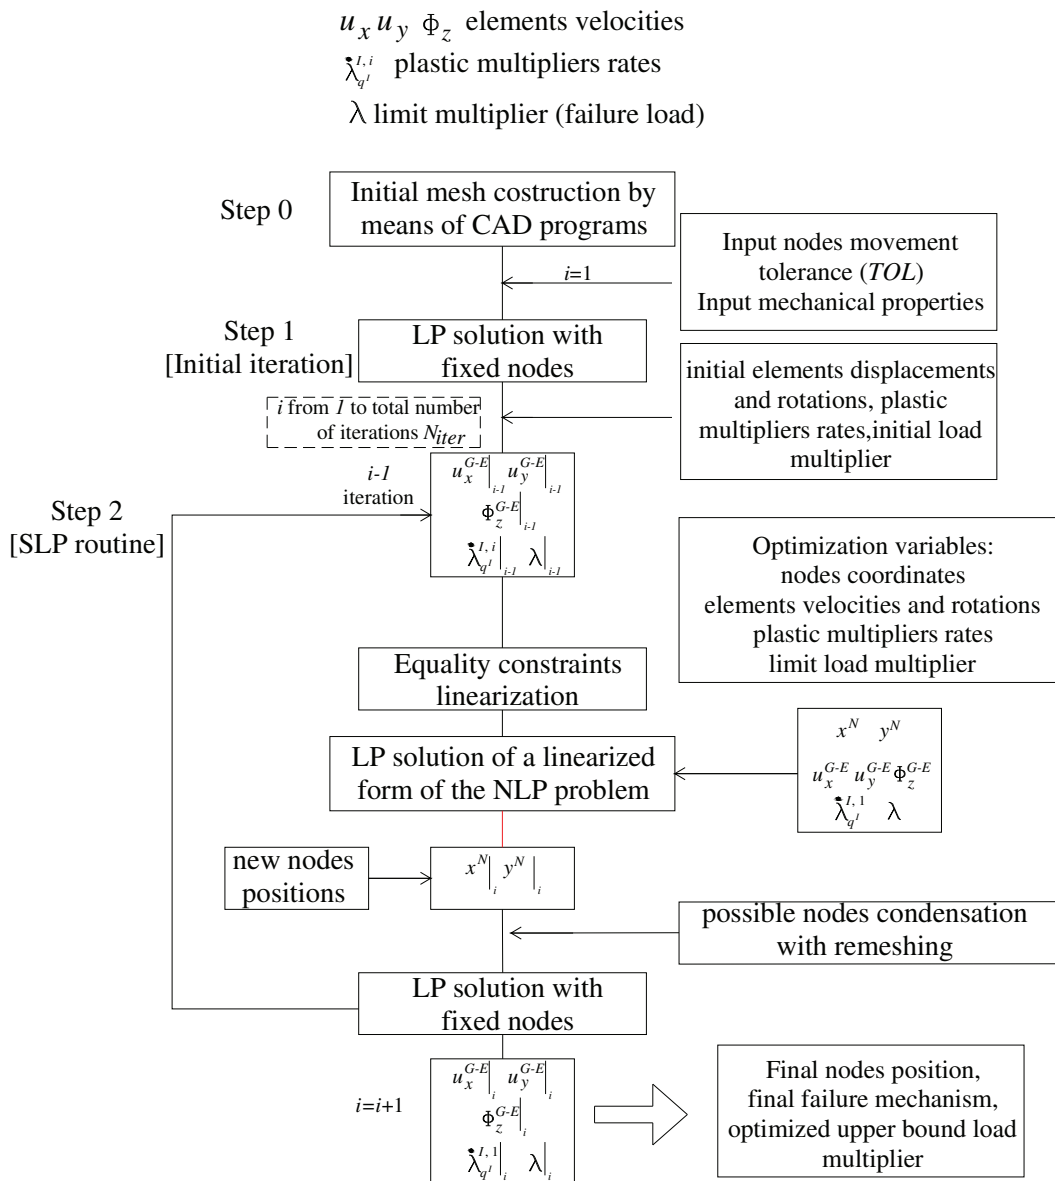 u_x u_y Φ_z elements velocities
λ̇_{q^I}^{I,i} plastic multipliers rates
λ limit multiplier (failure load)
Step 0
Initial mesh costruction by
means of CAD programs
i=1
Input nodes movement
tolerance (TOL)
Input mechanical properties
Step 1
[Initial iteration]
LP solution with
fixed nodes
initial elements displacements
and rotations, plastic
multipliers rates,initial load
multiplier
i from 1 to total number
of iterations N_iter
i-1
iteration
u_x^{G-E}|_{i-1} u_y^{G-E}|_{i-1}
Φ_z^{G-E}|_{i-1}
λ̇_{q^I}^{I,i}|_{i-1} λ|_{i-1}
Step 2
[SLP routine]
Optimization variables:
nodes coordinates
elements velocities and rotations
plastic multipliers rates
limit load multiplier
Equality constraints
linearization
LP solution of a linearized
form of the NLP problem
x^N y^N
u_x^{G-E} u_y^{G-E} Φ_z^{G-E}
λ̇_{q^I}^{I,1} λ
new nodes
positions
x^N|_i y^N|_i
possible nodes condensation
with remeshing
LP solution with
fixed nodes
i=i+1
u_x^{G-E}|_i u_y^{G-E}|_i
Φ_z^{G-E}|_i
λ̇_{q^I}^{I,1}|_i λ|_i
Final nodes position,
final failure mechanism,
optimized upper bound load
multiplier